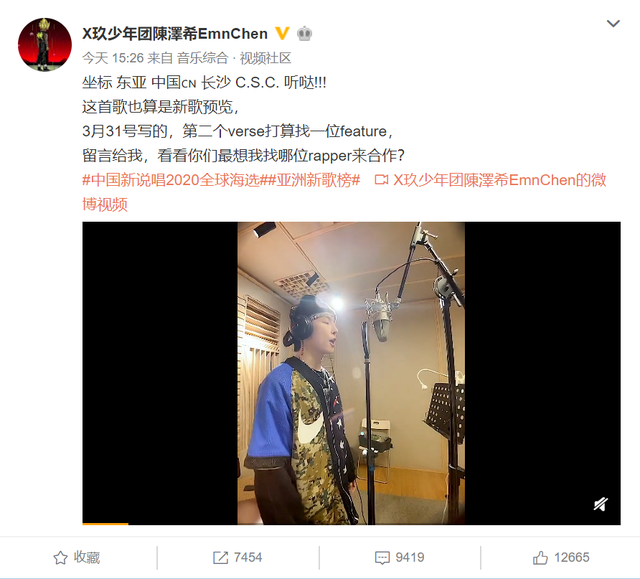 X玖少年团陳澤希EmnChen
今天 15:26 来自 音乐综合 · 视频社区
坐标 东亚 中国🇨🇳 长沙 C.S.C. 听哒!!!
这首歌也算是新歌预览，
3月31号写的，第二个verse打算找一位feature，
留言给我，看看你们最想我找哪位rapper来合作？
#中国新说唱2020全球海选##亚洲新歌榜# X玖少年团陳澤希EmnChen的微
博视频
收藏 7454 9419 12665